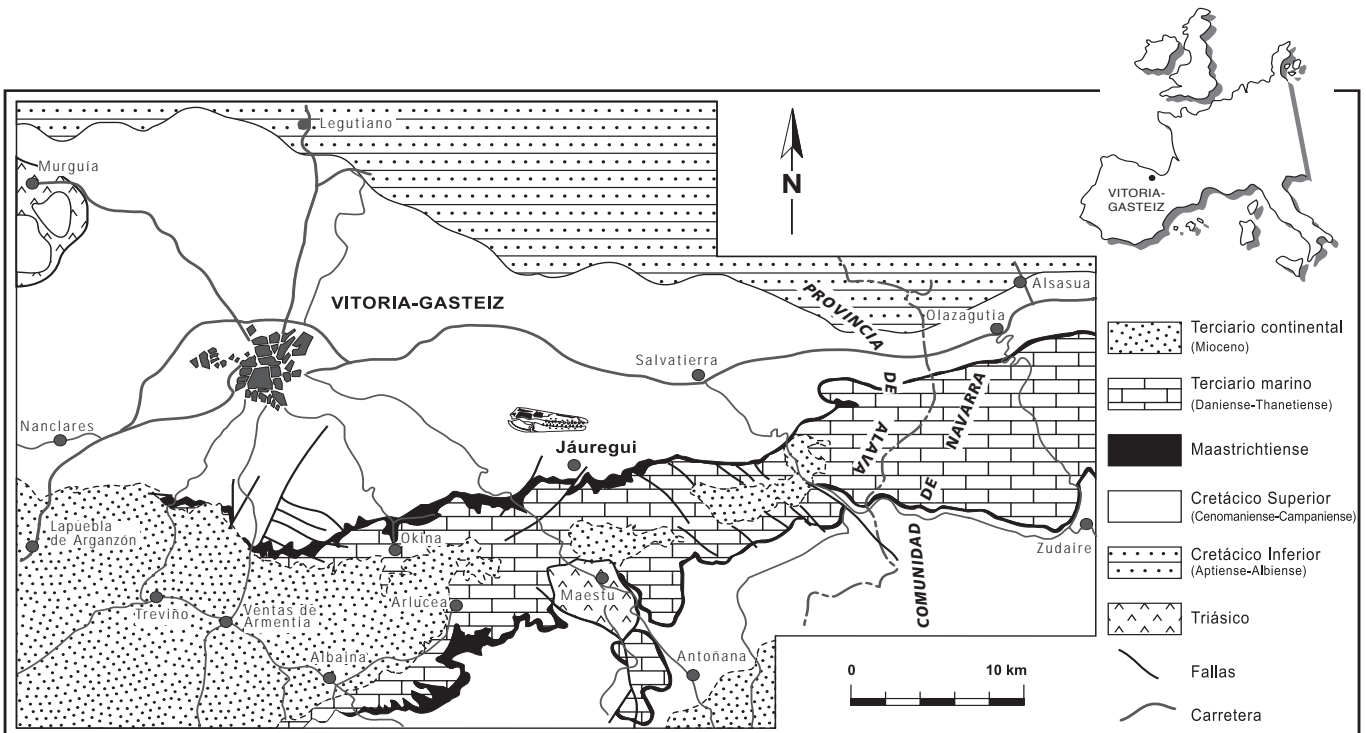 Legutiano
Murguía
N
VITORIA-
GASTEIZ
VITORIA-GASTEIZ
Alsasua
PROVINCIA
DE
ALAVA
Olazagutia
Salvatierra
COMUNIDAD
DE
NAVARRA
Nanclares
Jáuregui
Lapuebla
de Arganzón
Okina
Zudaire
Treviño
Ventas de
Armentia
Arlucea
Maestu
Albaina
Antoñana
0
10 km
Terciario continental
(Mioceno)
Terciario marino
(Daniense-Thanetiense)
Maastrichtiense
Cretácico Superior
(Cenomaniense-Campaniense)
Cretácico Inferior
(Aptiense-Albiense)
Triásico
Fallas
Carretera